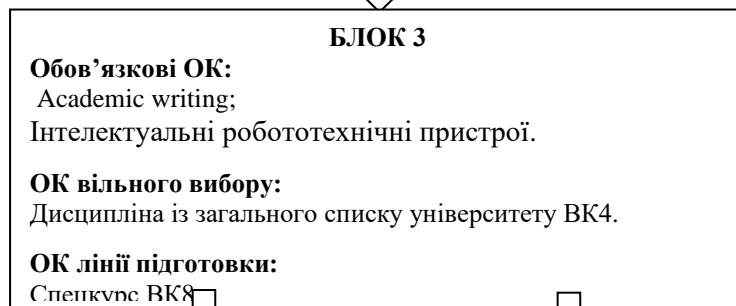 БЛОК 3
Обов’язкові ОК:
Academic writing;
Інтелектуальні робототехнічні пристрої.
ОК вільного вибору:
Дисципліна із загального списку університету ВК4.
ОК лінії підготовки:
Спецкурс ВК8